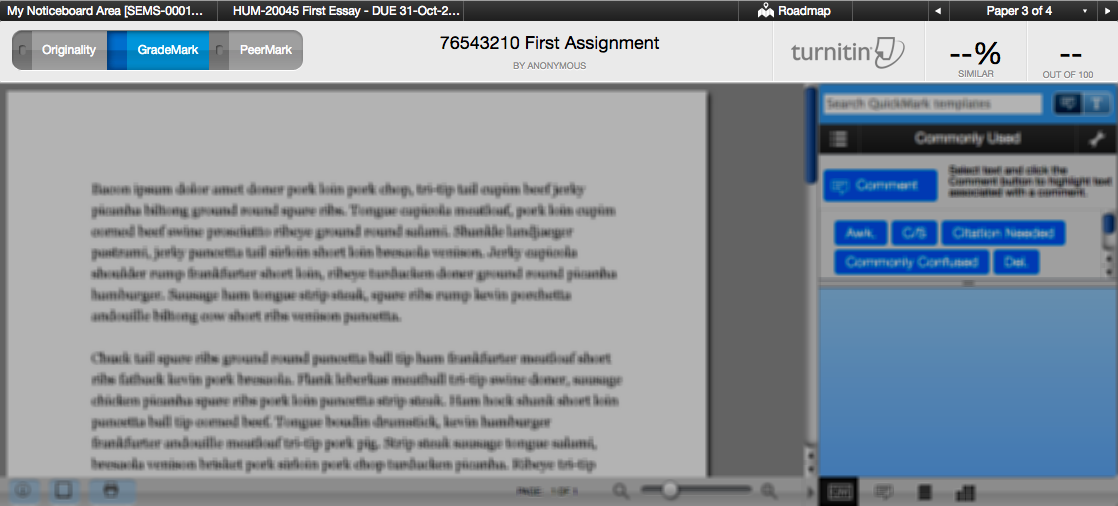 My Noticeboard Area [SEMS-0001... HUM-20045 First Essay - DUE 31-Oct-2... Roadmap Paper 3 of 4
Originality GradeMark PeerMark
76543210 First Assignment
BY ANONYMOUS
turnitin
--%
SIMILAR
--
OUT OF 100
Bacon ipsum dolor amet doner pork loin pork chop, tri-tip tail cupim beef jerky
picanha biltong ground round spare ribs. Tongue capicola meatloaf, pork loin cupim
corned beef swine prosciutto ribeye ground round salami. Shankle landjaeger
pastrami, jerky pancetta tail sirloin short loin bresaola venison. Jerky capicola
shoulder rump frankfurter short loin, ribeye turducken doner ground round picanha
hamburger. Sausage ham tongue strip steak, spare ribs rump kevin porchetta
andouille biltong cow short ribs venison pancetta.
Chuck tail spare ribs ground round pancetta ball tip ham frankfurter meatloaf short
ribs fatback kevin pork bresaola. Flank leberkas meatball tri-tip swine doner, sausage
chicken picanha spare ribs pork loin pancetta strip steak. Ham hock shank short loin
pancetta ball tip corned beef. Tongue boudin drumstick, kevin hamburger
frankfurter andouille meatloaf tri-tip pork pig. Strip steak sausage tongue salami,
bresaola venison brisket pork sirloin pork chop turducken picanha. Ribeye tri-tip
PAGE: 1 OF 1
Search QuickMark templates
T
Commonly Used
Comment
Select text and click the
Comment button to highlight text
associated with a comment.
Awk. C/S Citation Needed
Commonly Confused Del.